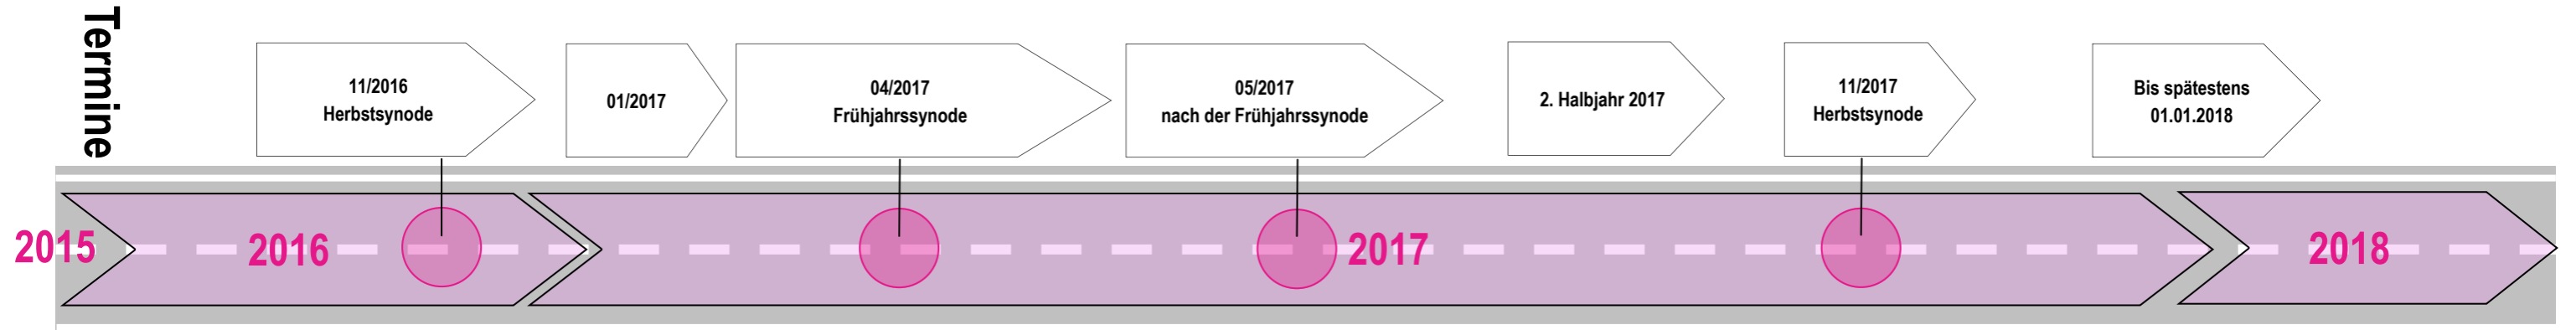 Termine
11/2016
Herbstsynode
01/2017
04/2017
Frühjahrssynode
05/2017
nach der Frühjahrssynode
2. Halbjahr 2017
11/2017
Herbstsynode
Bis spätestens
01.01.2018
2015
2016
2017
2018